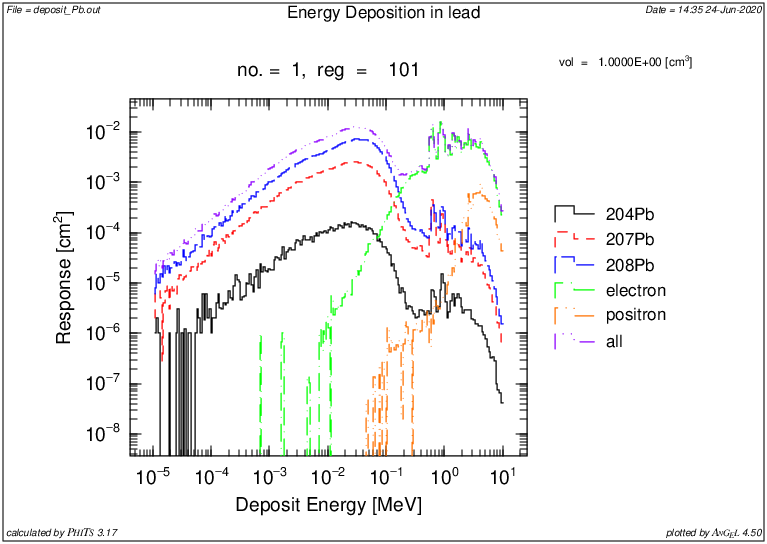 File = deposit_Pb.out
Energy Deposition in lead
Date = 14:35 24-Jun-2020
no. = 1, reg = 101
vol = 1.0000E+00 [cm³]
10⁻²
10⁻³
10⁻⁴
10⁻⁵
10⁻⁶
10⁻⁷
10⁻⁸
Response [cm²]
10⁻⁵ 10⁻⁴ 10⁻³ 10⁻² 10⁻¹ 10⁰ 10¹
Deposit Energy [MeV]
204Pb
207Pb
208Pb
electron
positron
all
calculated by PHITS 3.17
plotted by ANGEL 4.50